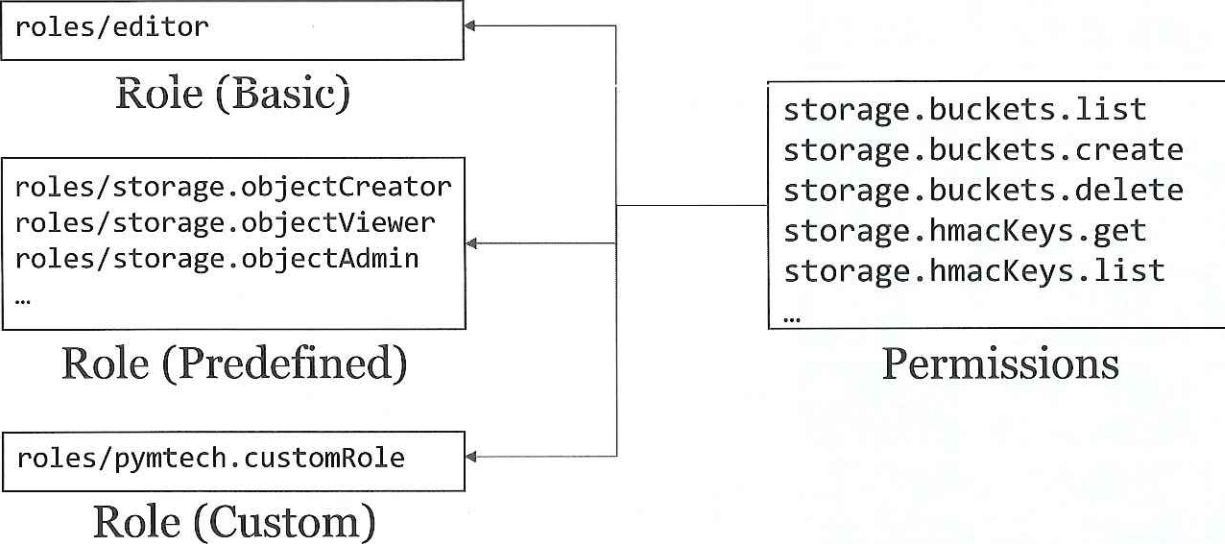 roles/editor
Role (Basic)
roles/storage.objectCreator
roles/storage.objectViewer
roles/storage.objectAdmin
…
Role (Predefined)
roles/pymtech.customRole
Role (Custom)
storage.buckets.list
storage.buckets.create
storage.buckets.delete
storage.hmacKeys.get
storage.hmacKeys.list
…
Permissions